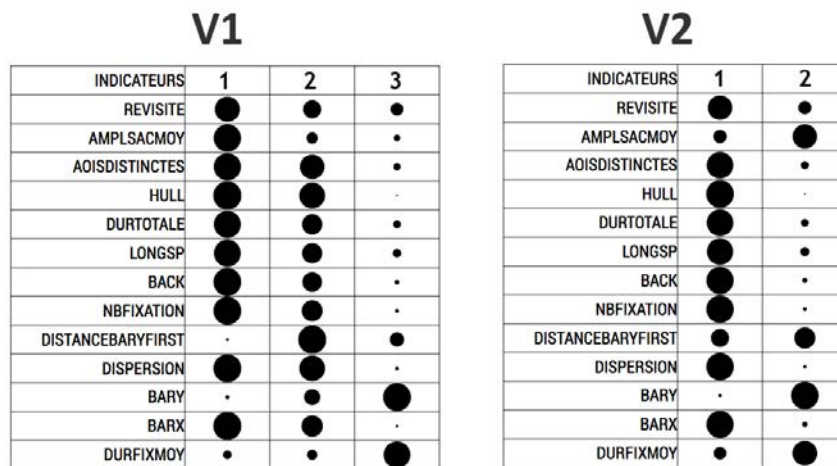 V1
V2
INDICATEURS 1 2 3
REVISITE
AMPLSACMOY
AOISDISTINCTES
HULL
DURTOTALE
LONGSP
BACK
NBFIXATION
DISTANCEBARYFIRST
DISPERSION
BARY
BARX
DURFIXMOY
INDICATEURS 1 2
REVISITE
AMPLSACMOY
AOISDISTINCTES
HULL
DURTOTALE
LONGSP
BACK
NBFIXATION
DISTANCEBARYFIRST
DISPERSION
BARY
BARX
DURFIXMOY